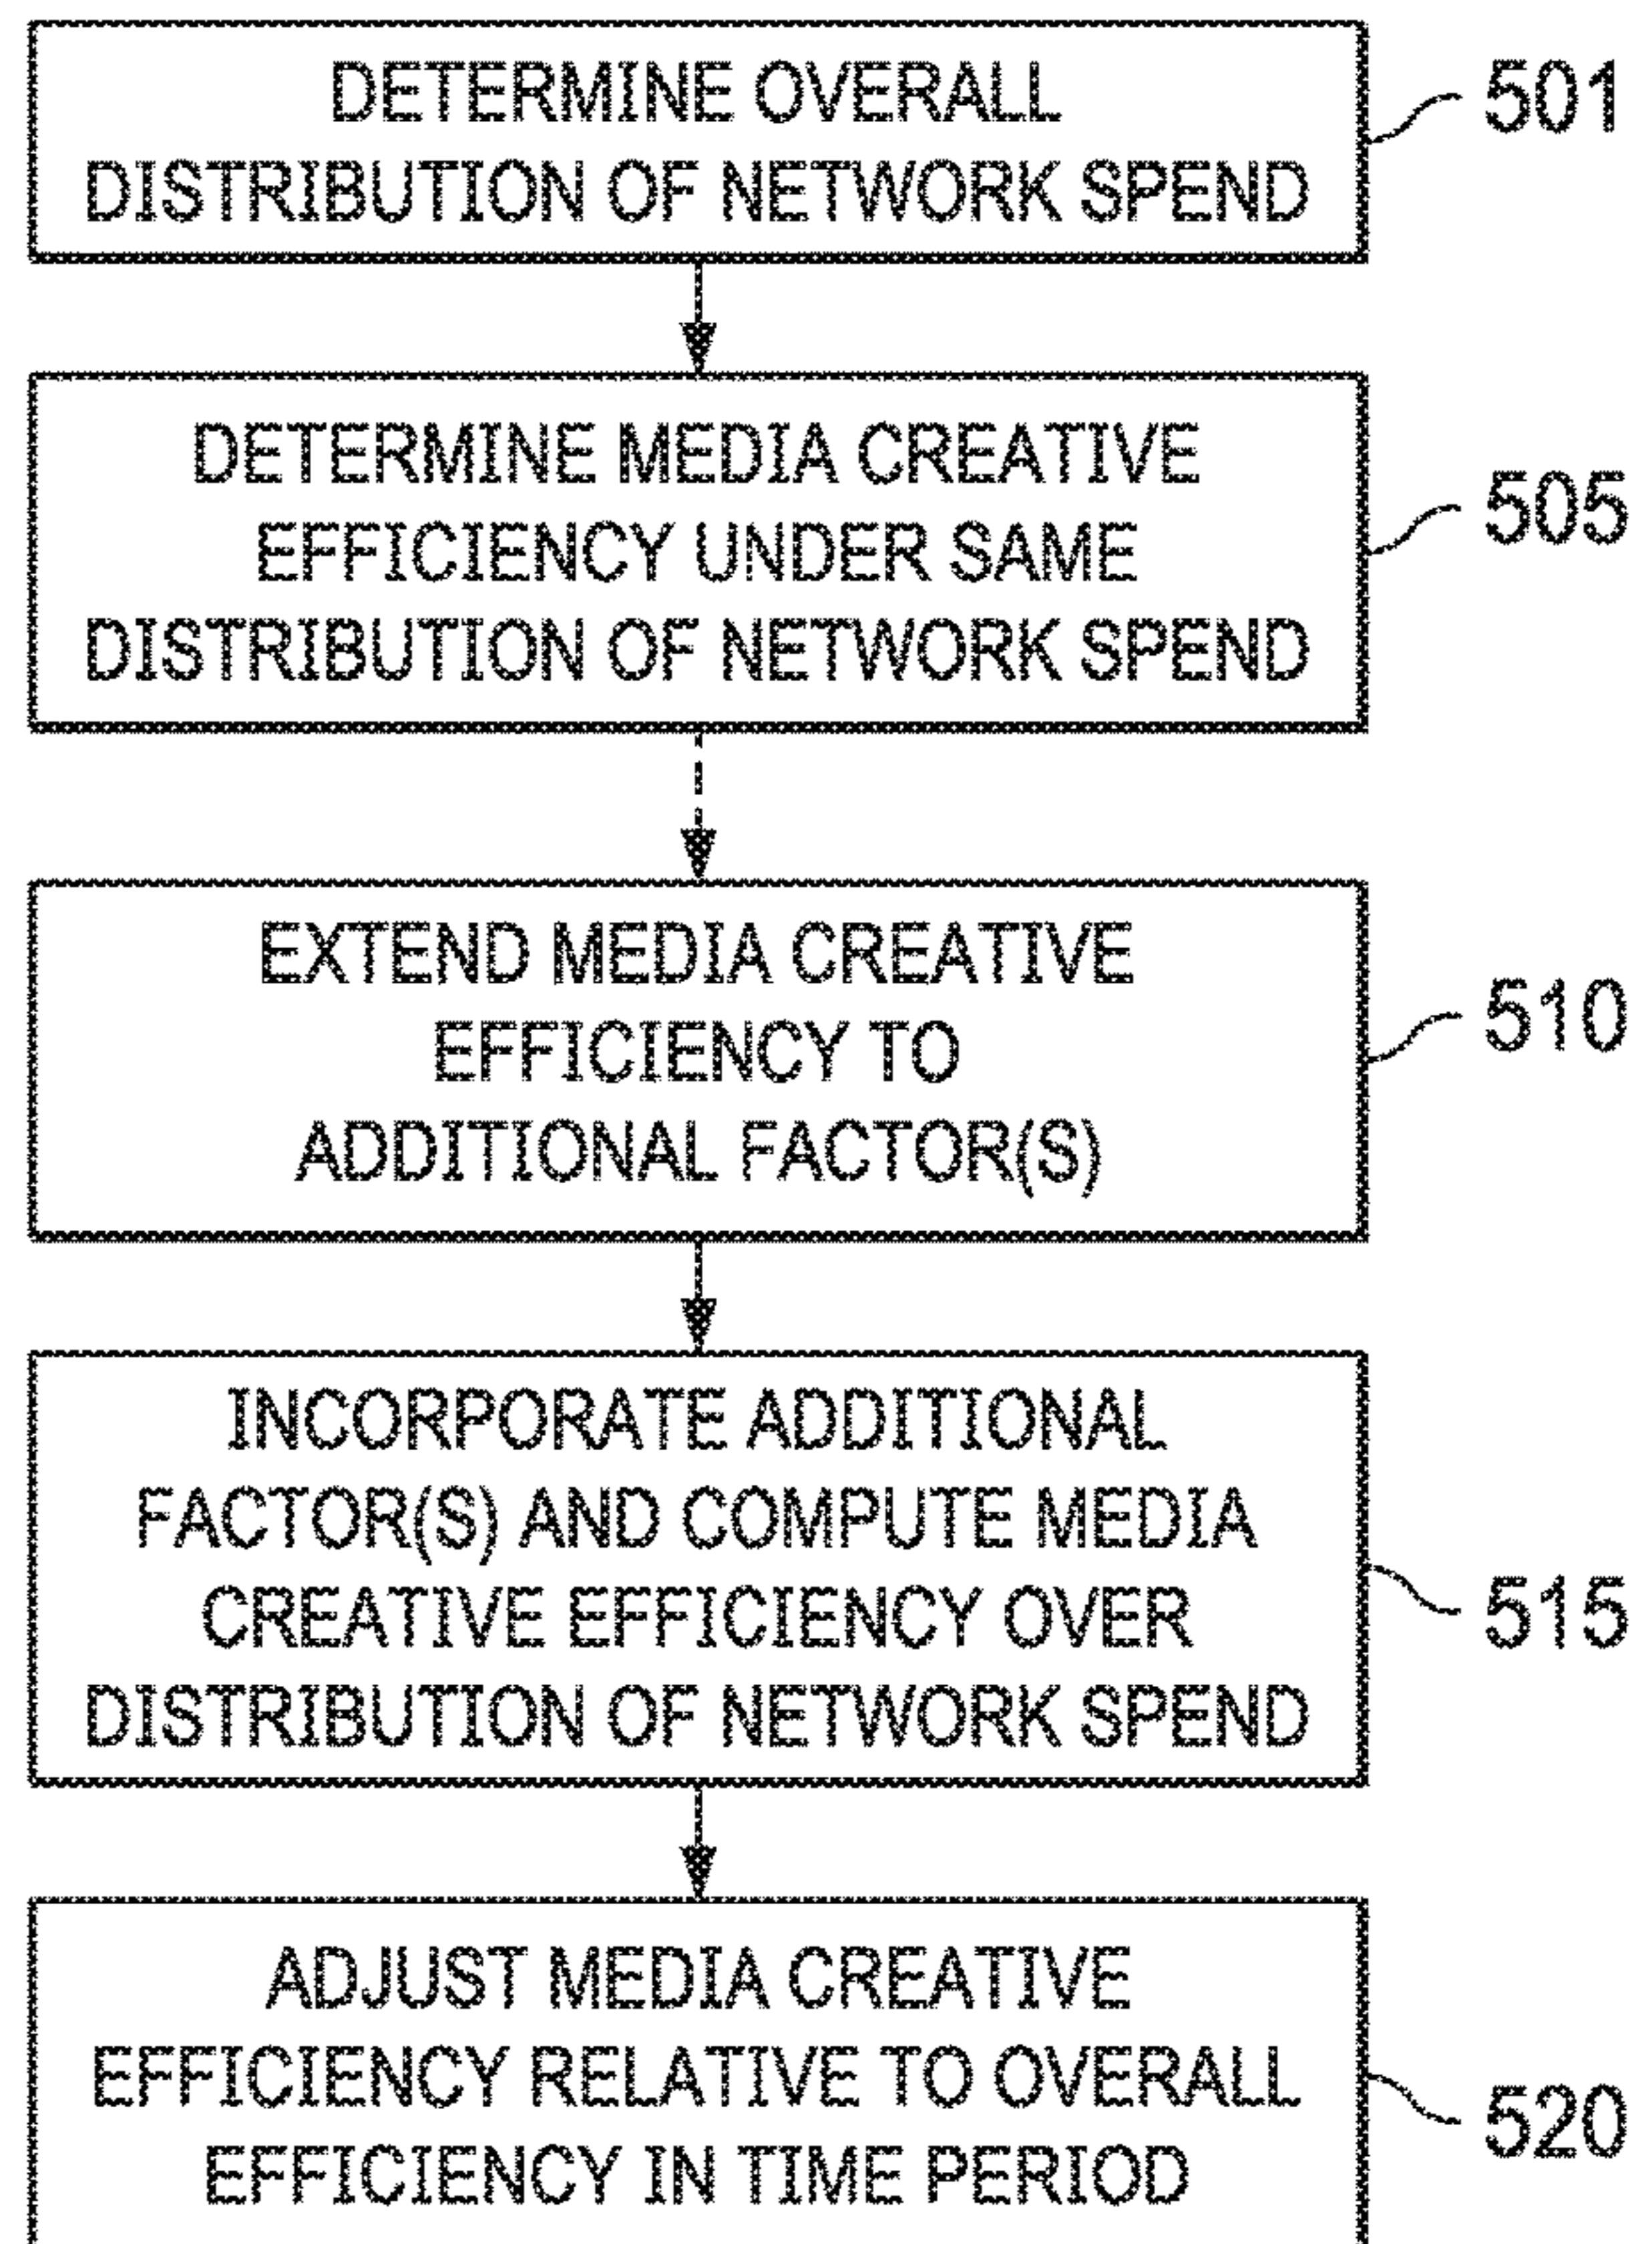 DETERMINE OVERALL
DISTRIBUTION OF NETWORK SPEND
501
DETERMINE MEDIA CREATIVE
EFFICIENCY UNDER SAME
DISTRIBUTION OF NETWORK SPEND
505
EXTEND MEDIA CREATIVE
EFFICIENCY TO
ADDITIONAL FACTOR(S)
510
INCORPORATE ADDITIONAL
FACTOR(S) AND COMPUTE MEDIA
CREATIVE EFFICIENCY OVER
DISTRIBUTION OF NETWORK SPEND
515
ADJUST MEDIA CREATIVE
EFFICIENCY RELATIVE TO OVERALL
EFFICIENCY IN TIME PERIOD
520